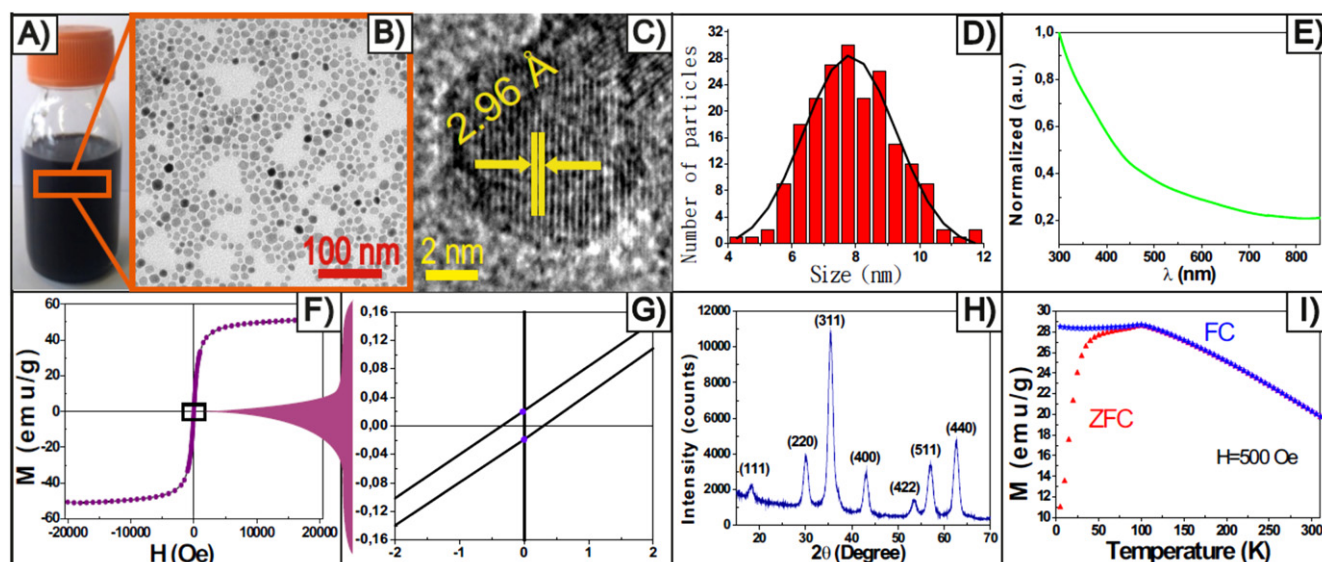 A)
B)
100 nm
C)
2.96 Å
2 nm
D)
Number of particles
32
28
24
20
16
12
8
4
0
4 6 8 10 12
Size (nm)
E)
Normalized (a.u.)
1,0
0,8
0,6
0,4
0,2
300 400 500 600 700 800
λ (nm)
F)
M (emu/g)
60
40
20
0
-20
-40
-60
-20000 -10000 0 10000 20000
H (Oe)
G)
0,16
0,12
0,08
0,04
0,00
-0,04
-0,08
-0,12
-0,16
-2 -1 0 1 2
H)
Intensity (counts)
12000
10000
8000
6000
4000
2000
0
(111)
(220)
(311)
(400)
(422)
(511)
(440)
20 30 40 50 60 70
2θ (Degree)
I)
M (emu/g)
30
28
26
24
22
20
18
16
14
12
10
FC
ZFC
H=500 Oe
0 50 100 150 200 250 300
Temperature (K)